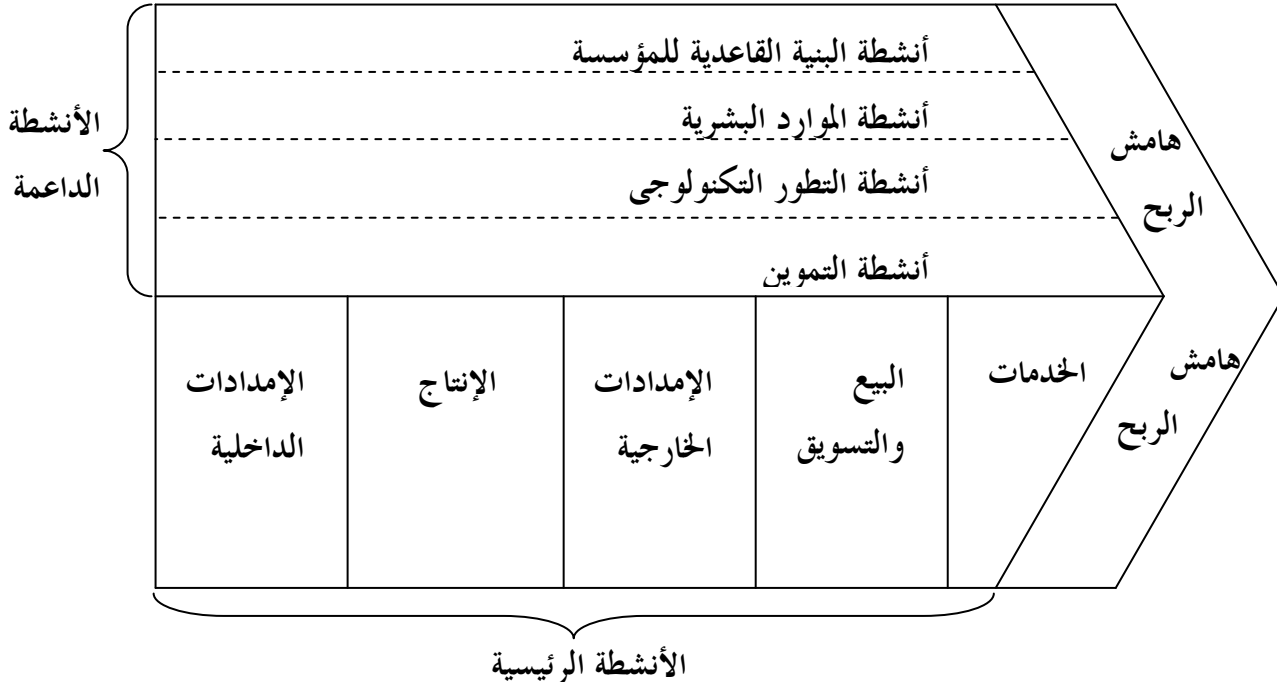 أنشطة البنية القاعدية للمؤسسة
أنشطة الموارد البشرية
أنشطة التطور التكنولوجى
أنشطة التموين
الأنشطة
الداعمة
هامش
الربح
الإمدادات
الداخلية
الإنتاج
الإمدادات
الخارجية
البيع
والتسويق
الخدمات
هامش
الربح
الأنشطة الرئيسية